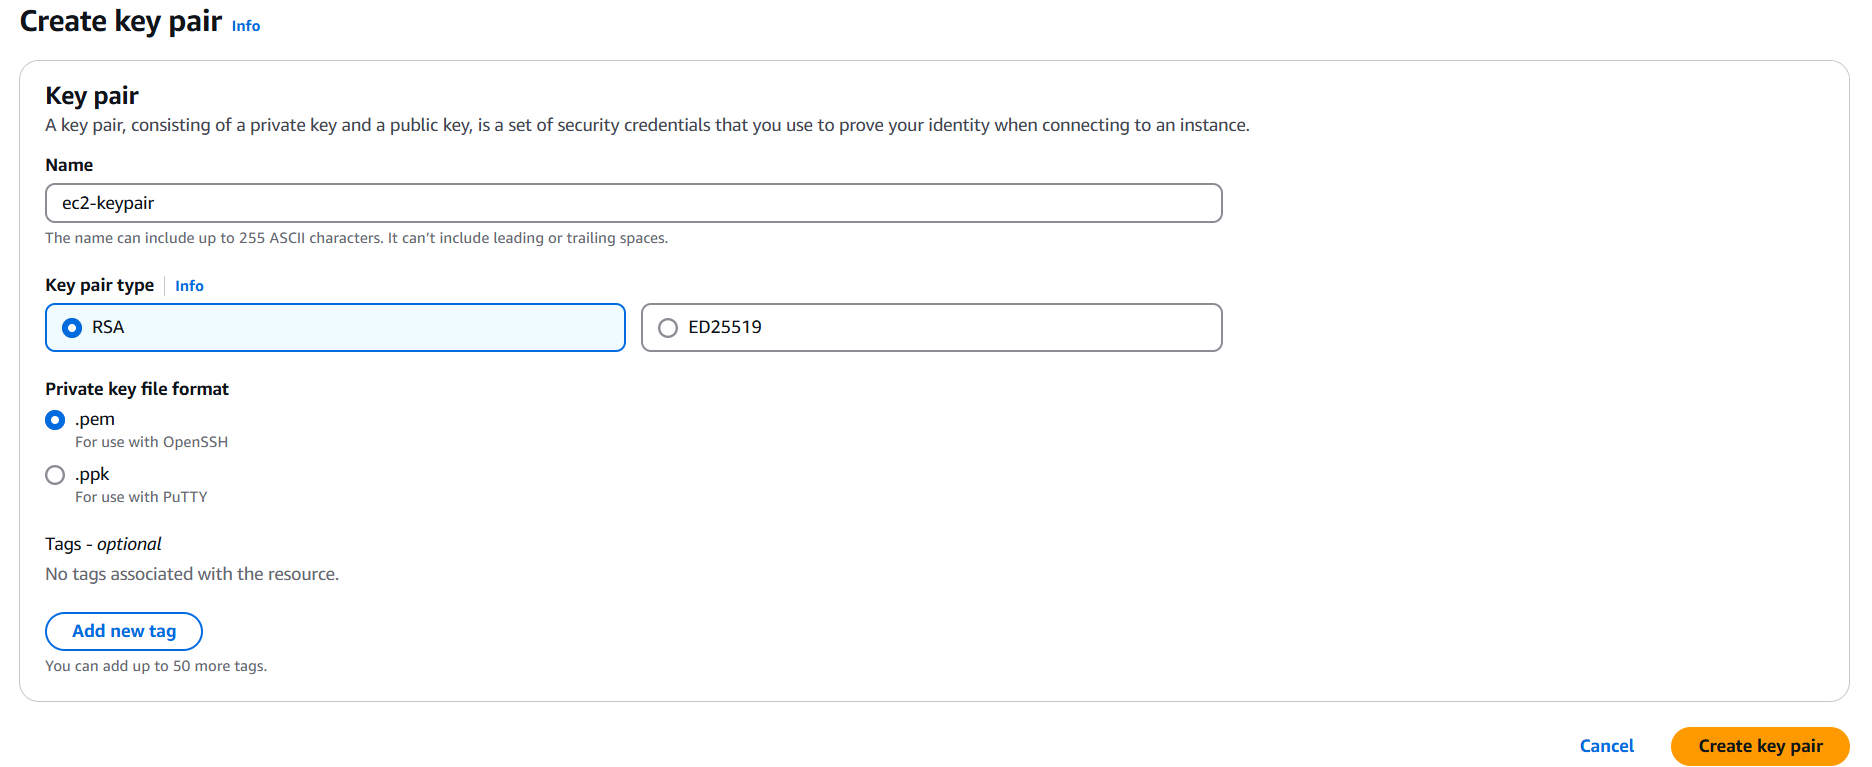 Create key pair Info
Key pair
A key pair, consisting of a private key and a public key, is a set of security credentials that you use to prove your identity when connecting to an instance.
Name
ec2-keypair
The name can include up to 255 ASCII characters. It can’t include leading or trailing spaces.
Key pair type Info
RSA ED25519
Private key file format
.pem
For use with OpenSSH
.ppk
For use with PuTTY
Tags - optional
No tags associated with the resource.
Add new tag
You can add up to 50 more tags.
Cancel Create key pair